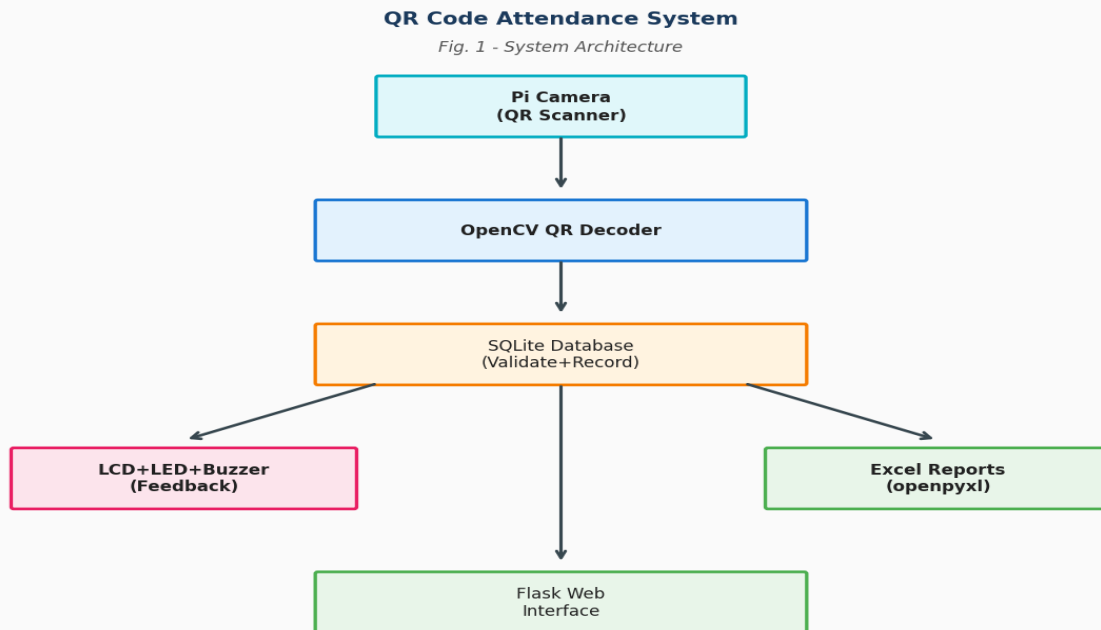 QR Code Attendance System
Fig. 1 - System Architecture
Pi Camera
(QR Scanner)
OpenCV QR Decoder
SQLite Database
(Validate+Record)
LCD+LED+Buzzer
(Feedback)
Excel Reports
(openpyxl)
Flask Web
Interface